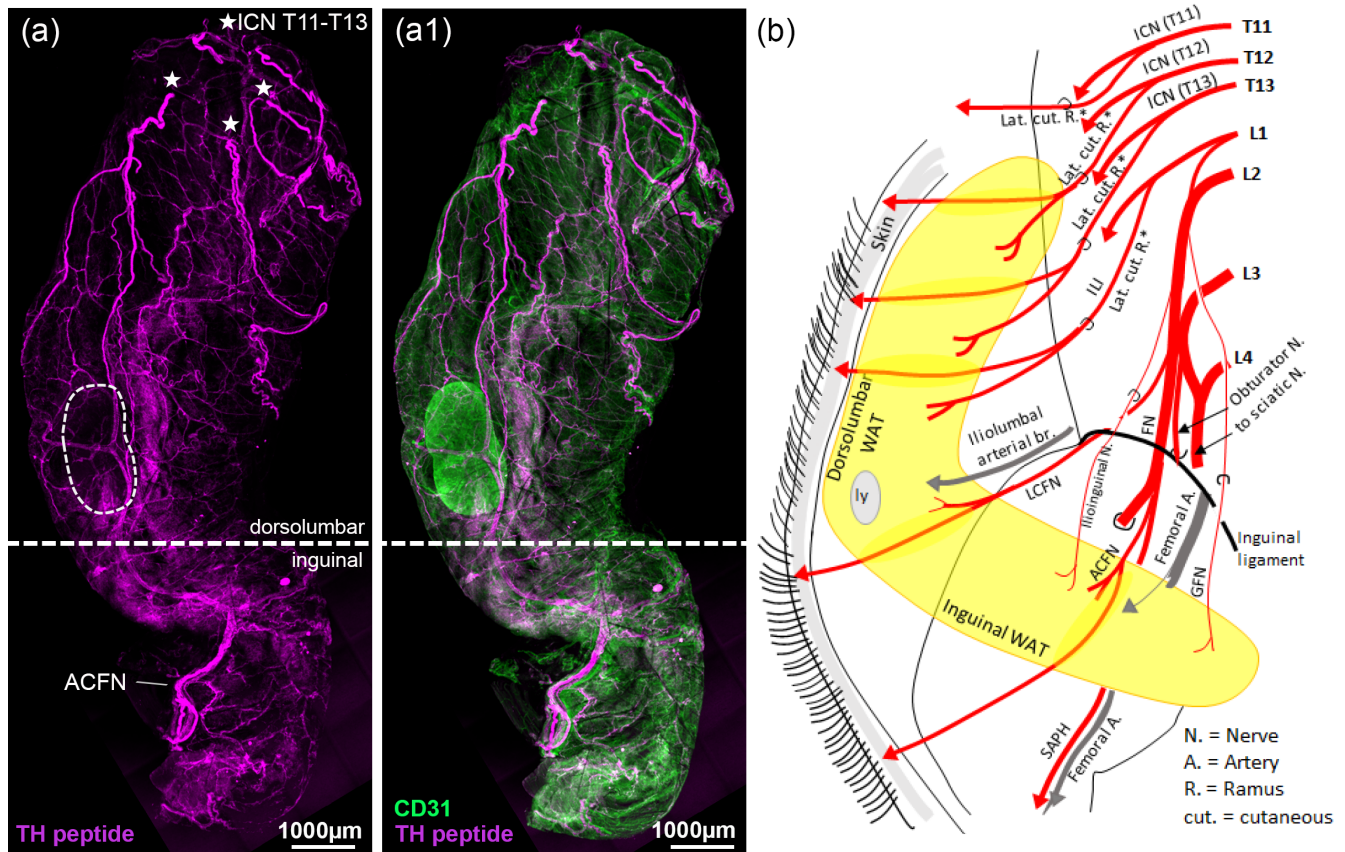 (a)
★ICN T11-T13
dorsolumbar
inguinal
ACFN
TH peptide
1000µm
(a1)
CD31
TH peptide
1000µm
(b)
ICN (T11)
T11
ICN (T12)
T12
ICN (T13)
T13
Lat. cut. R.*
Lat. cut. R.*
Lat. cut. R.*
L1
L2
Skin
ILI
Lat. cut. R.*
L3
L4
Obturator N.
to sciatic N.
Dorsolumbar
WAT
Iliolumbal
arterial br.
FN
Ilioinguinal N.
ly
LCFN
Femoral A.
Inguinal
ligament
ACFN
GFN
Inguinal WAT
SAPH
Femoral A.
N. = Nerve
A. = Artery
R. = Ramus
cut. = cutaneous